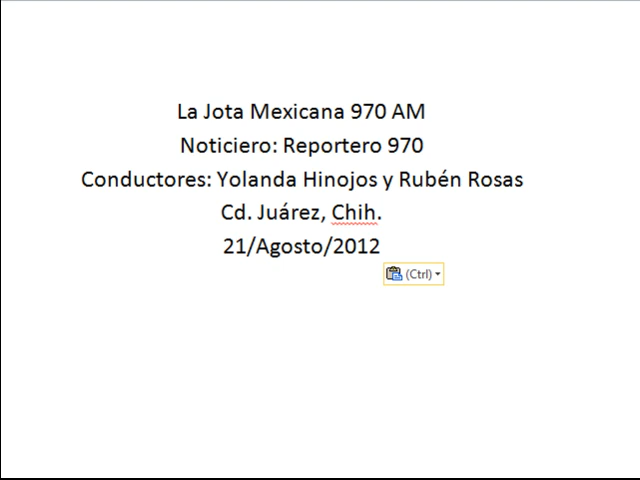 La Jota Mexicana 970 AM
Noticiero: Reportero 970
Conductores: Yolanda Hinojos y Rubén Rosas
Cd. Juárez, Chih.
21/Agosto/2012
(Ctrl)